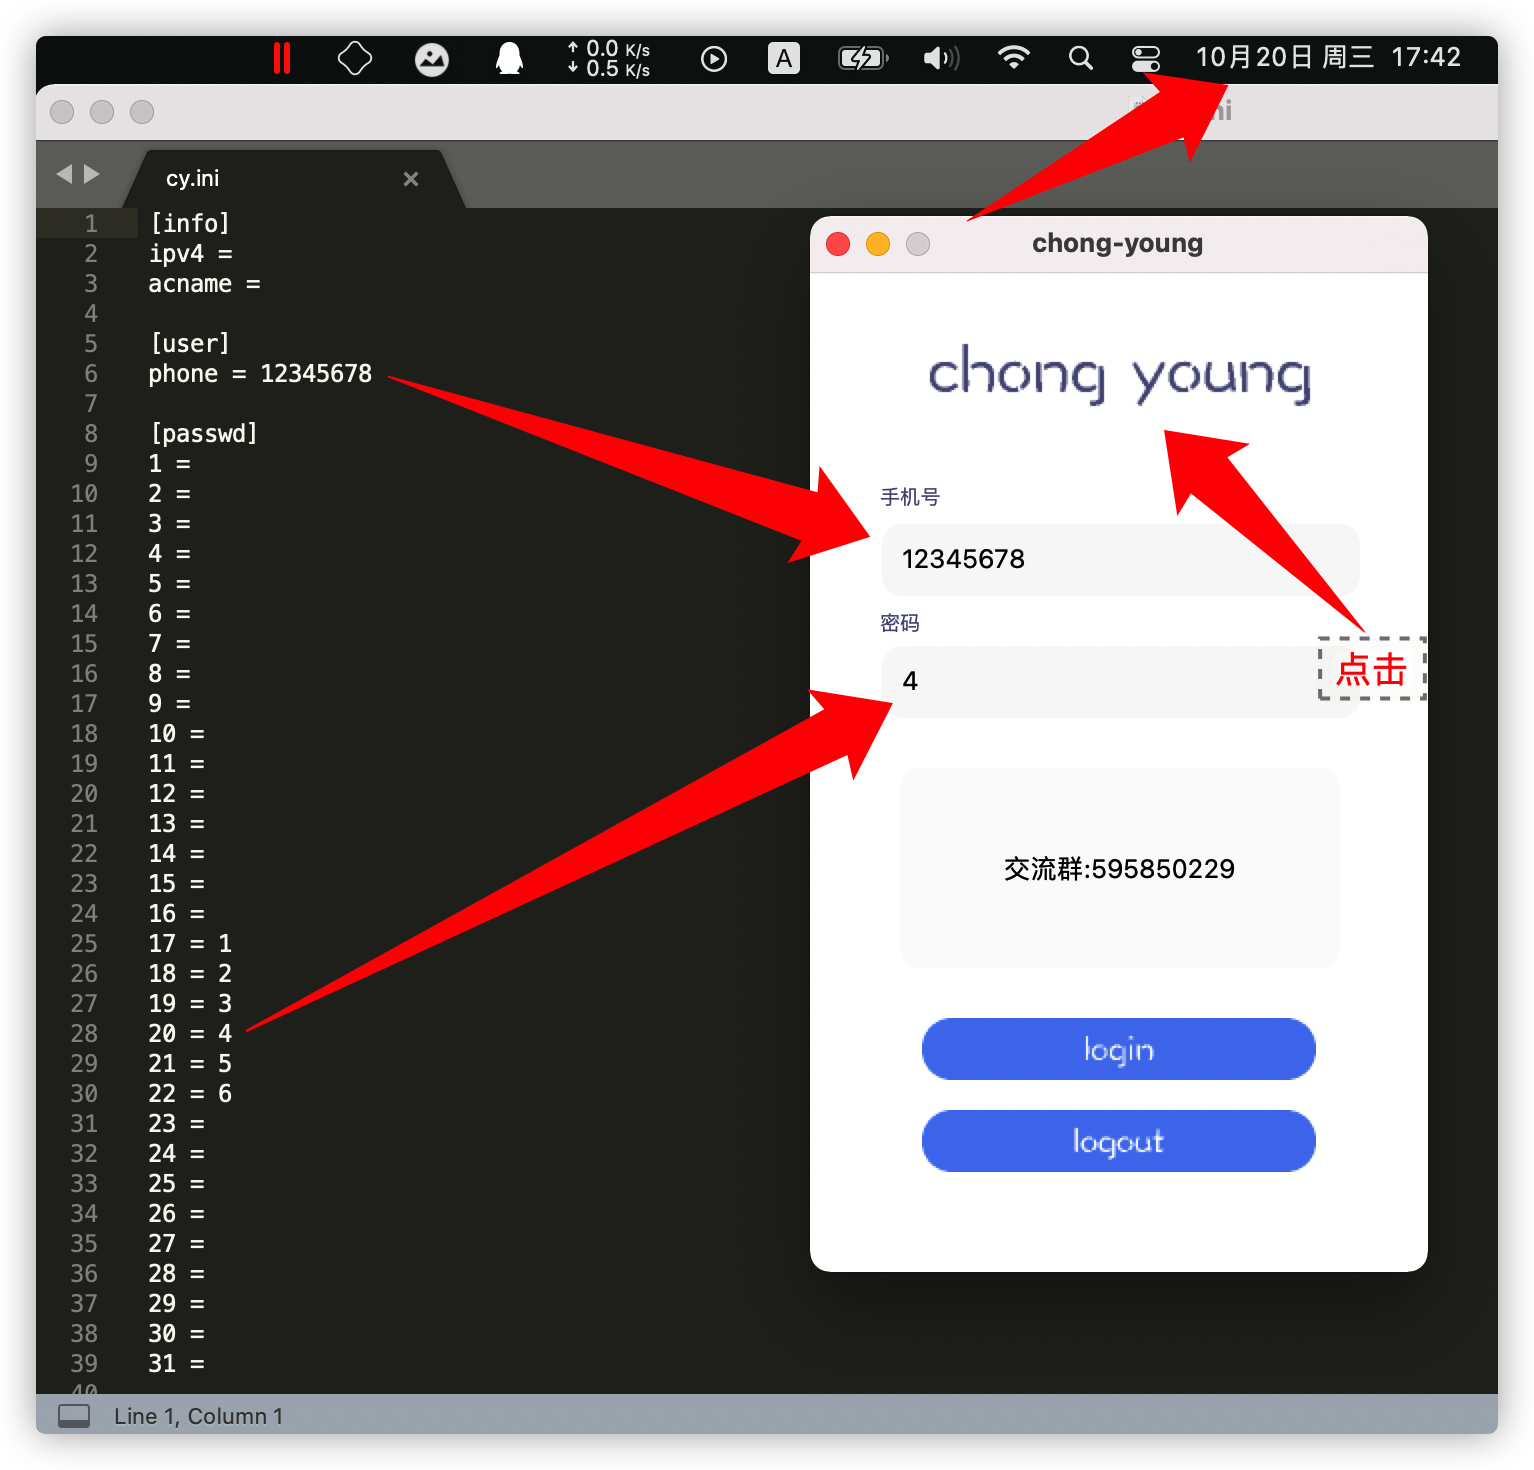 0.0 K/s
0.5 K/s
A
10月20日 周三 17:42
cy.ini
1 [info]
2 ipv4 =
3 acname =
4
5 [user]
6 phone = 12345678
7
8 [passwd]
9 1 =
10 2 =
11 3 =
12 4 =
13 5 =
14 6 =
15 7 =
16 8 =
17 9 =
18 10 =
19 11 =
20 12 =
21 13 =
22 14 =
23 15 =
24 16 =
25 17 = 1
26 18 = 2
27 19 = 3
28 20 = 4
29 21 = 5
30 22 = 6
31 23 =
32 24 =
33 25 =
34 26 =
35 27 =
36 28 =
37 29 =
38 30 =
39 31 =
40
Line 1, Column 1
chong-young
chong young
手机号
12345678
密码
4
点击
交流群:595850229
login
logout